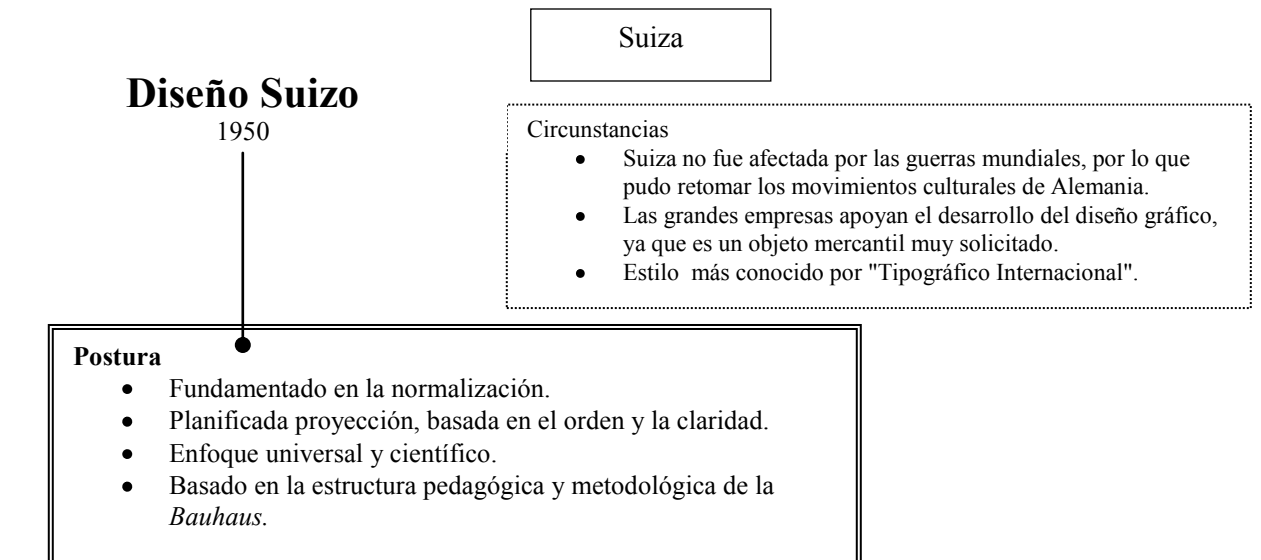 Suiza
Diseño Suizo
1950
Circunstancias
• Suiza no fue afectada por las guerras mundiales, por lo que
pudo retomar los movimientos culturales de Alemania.
• Las grandes empresas apoyan el desarrollo del diseño gráfico,
ya que es un objeto mercantil muy solicitado.
• Estilo más conocido por "Tipográfico Internacional".
Postura
• Fundamentado en la normalización.
• Planificada proyección, basada en el orden y la claridad.
• Enfoque universal y científico.
• Basado en la estructura pedagógica y metodológica de la
Bauhaus.